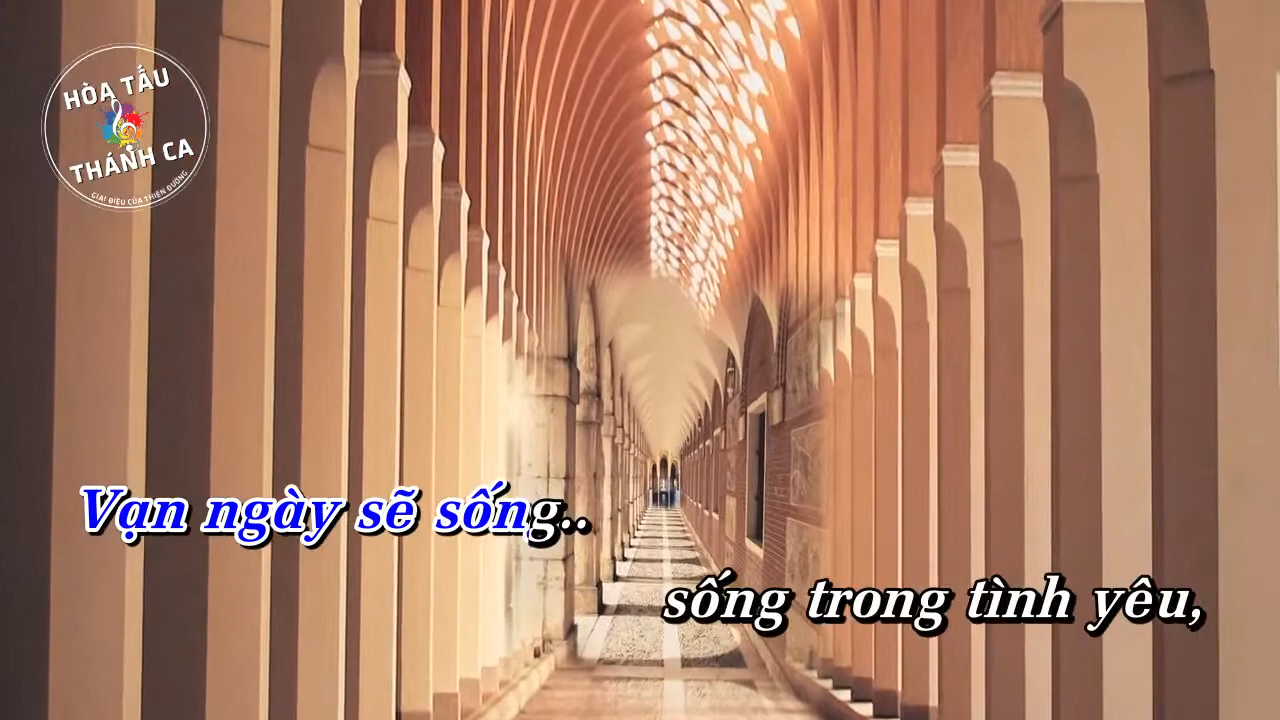 HÒA TẤU
THÁNH CA
GIAI ĐIỆU CỦA THIÊN ĐƯỜNG
Vạn ngày sẽ sống..
sống trong tình yêu,